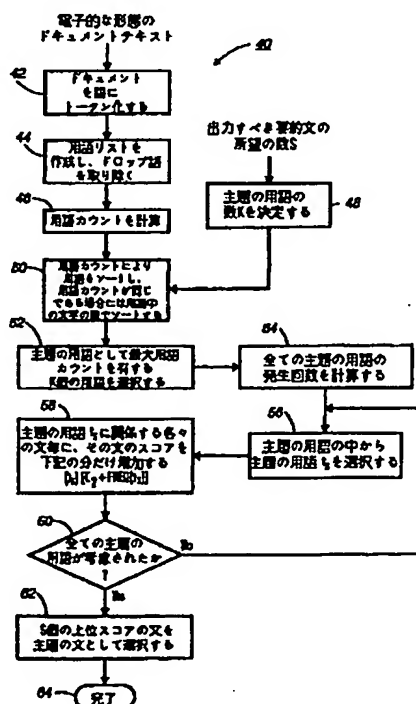 電子的な形態の
ドキュメントテキスト
40
42
ドキュメント
を語に
トークン化する
44
用語リストを
作成し、ドロップ語
を取り除く
出力すべき要約文の
所望の数S
46
用語カウントを計算
主題の用語の
数Kを決定する
48
50
用語カウントにより
用語をソートし、
用語カウントが同じ
である場合には用語中
の文字の数でソートする
52
主題の用語として最大用語
カウントを有する
K個の用語を選択する
54
全ての主題の用語の
発生回数を計算する
58
主題の用語tsに関係する各々
の文毎に、その文のスコアを
下記の分だけ増加する
56
主題の用語の中から
主題の用語tsを選択する
60
全ての主題の
用語が考慮されたか
?
No
Yes
62
S個の上位スコアの文を
主題の文として選択する
64
完了